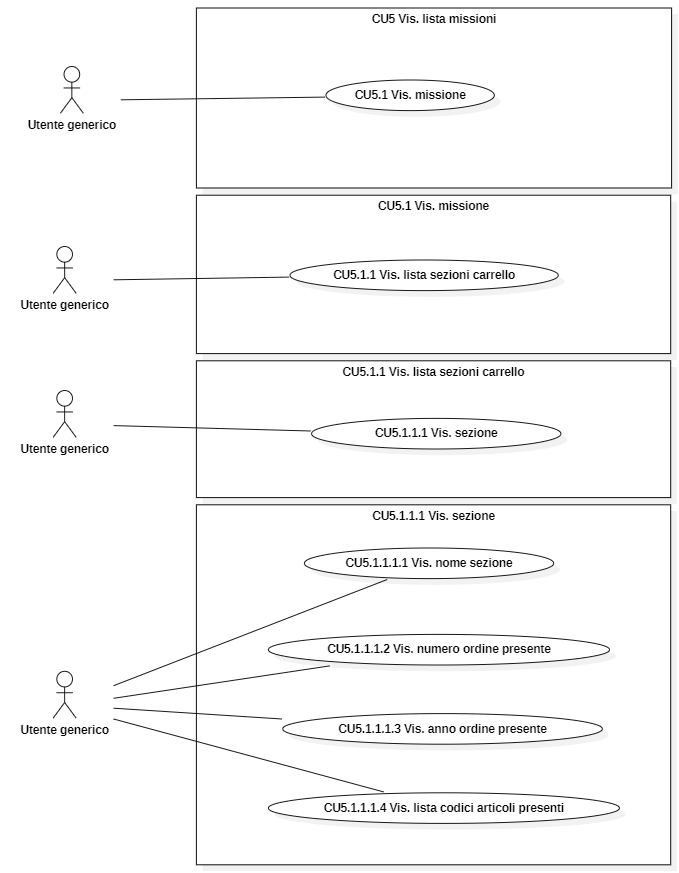 CU5 Vis. lista missioni
CU5.1 Vis. missione
Utente generico
CU5.1 Vis. missione
CU5.1.1 Vis. lista sezioni carrello
Utente generico
CU5.1.1 Vis. lista sezioni carrello
CU5.1.1.1 Vis. sezione
Utente generico
CU5.1.1.1 Vis. sezione
CU5.1.1.1.1 Vis. nome sezione
CU5.1.1.1.2 Vis. numero ordine presente
CU5.1.1.1.3 Vis. anno ordine presente
Utente generico
CU5.1.1.1.4 Vis. lista codici articoli presenti